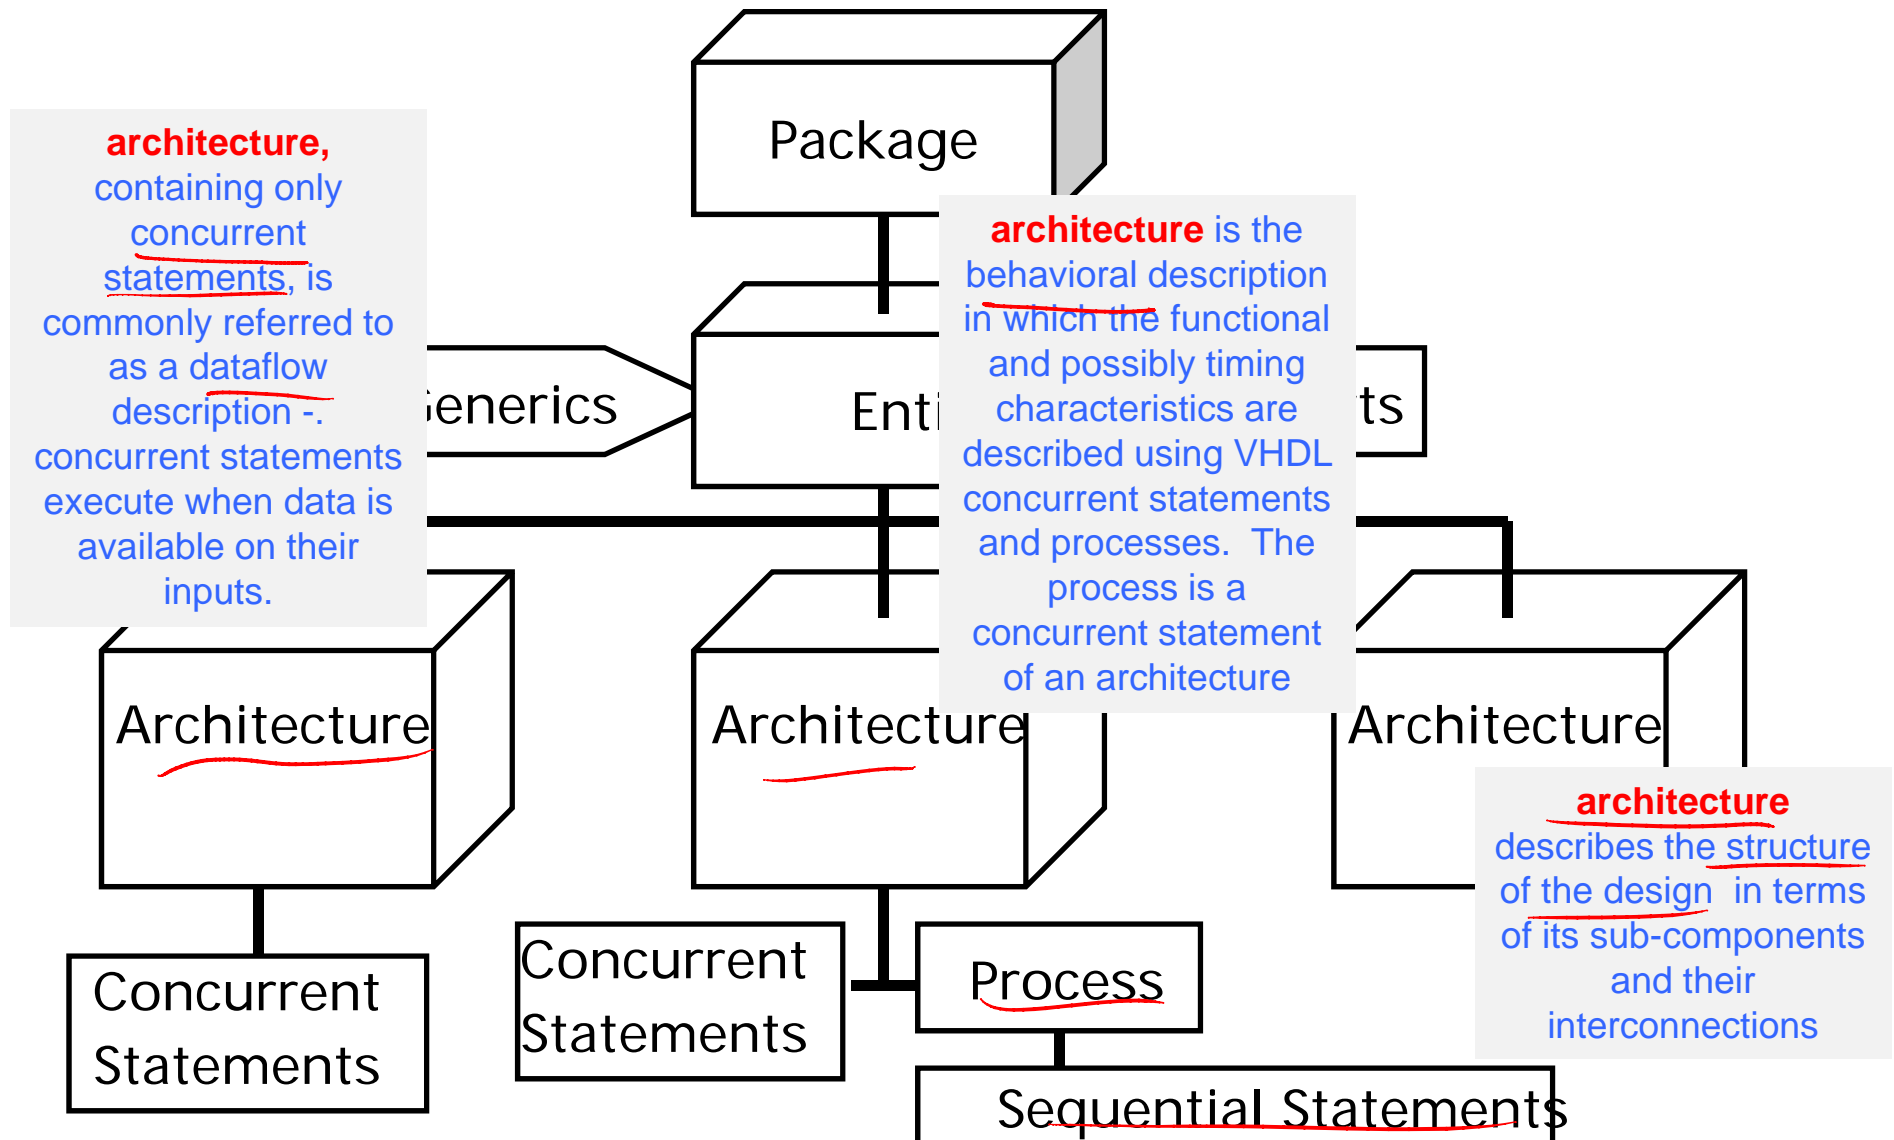 Package
architecture,
containing only
concurrent
statements, is
commonly referred to
as a dataflow
description -.
concurrent statements
execute when data is
available on their
inputs.
architecture is the
behavioral description
in which the functional
and possibly timing
characteristics are
described using VHDL
concurrent statements
and processes.  The
process is a
concurrent statement
of an architecture
Architecture
Architecture
Architecture
architecture
describes the structure
of the design  in terms
of its sub-components
and their
interconnections
Concurrent
Statements
Concurrent
Statements
Process
Sequential Statements